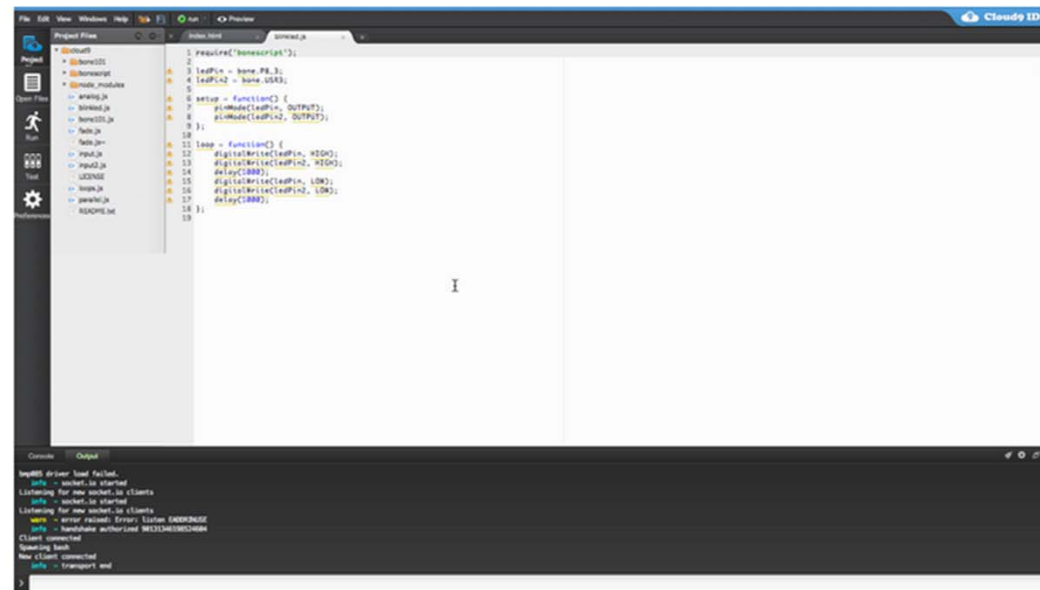 File Edit View Windows Help run Preview
Cloud9 IDE
Project Files
index.html
blinkled.js
Project
Open Files
Run
Test
Preferences
cloud9
bone101
bonescript
node_modules
analog.js
blinkled.js
bone101.js
fade.js
fade.js~
input.js
input2.js
LICENSE
loops.js
parallel.js
README.txt
1 require('bonescript');
2
3 ledPin = bone.P8_3;
4 ledPin2 = bone.USR3;
5
6 setup = function() {
7 pinMode(ledPin, OUTPUT);
8 pinMode(ledPin2, OUTPUT);
9 };
10
11 loop = function() {
12 digitalWrite(ledPin, HIGH);
13 digitalWrite(ledPin2, HIGH);
14 delay(1000);
15 digitalWrite(ledPin, LOW);
16 digitalWrite(ledPin2, LOW);
17 delay(1000);
18 };
19
Console Output
bmp085 driver load failed.
info - socket.io started
Listening for new socket.io clients
info - socket.io started
Listening for new socket.io clients
warn - error raised: Error: listen EADDRINUSE
info - handshake authorized
Client connected
Spawning bash
New client connected
info - transport end
>